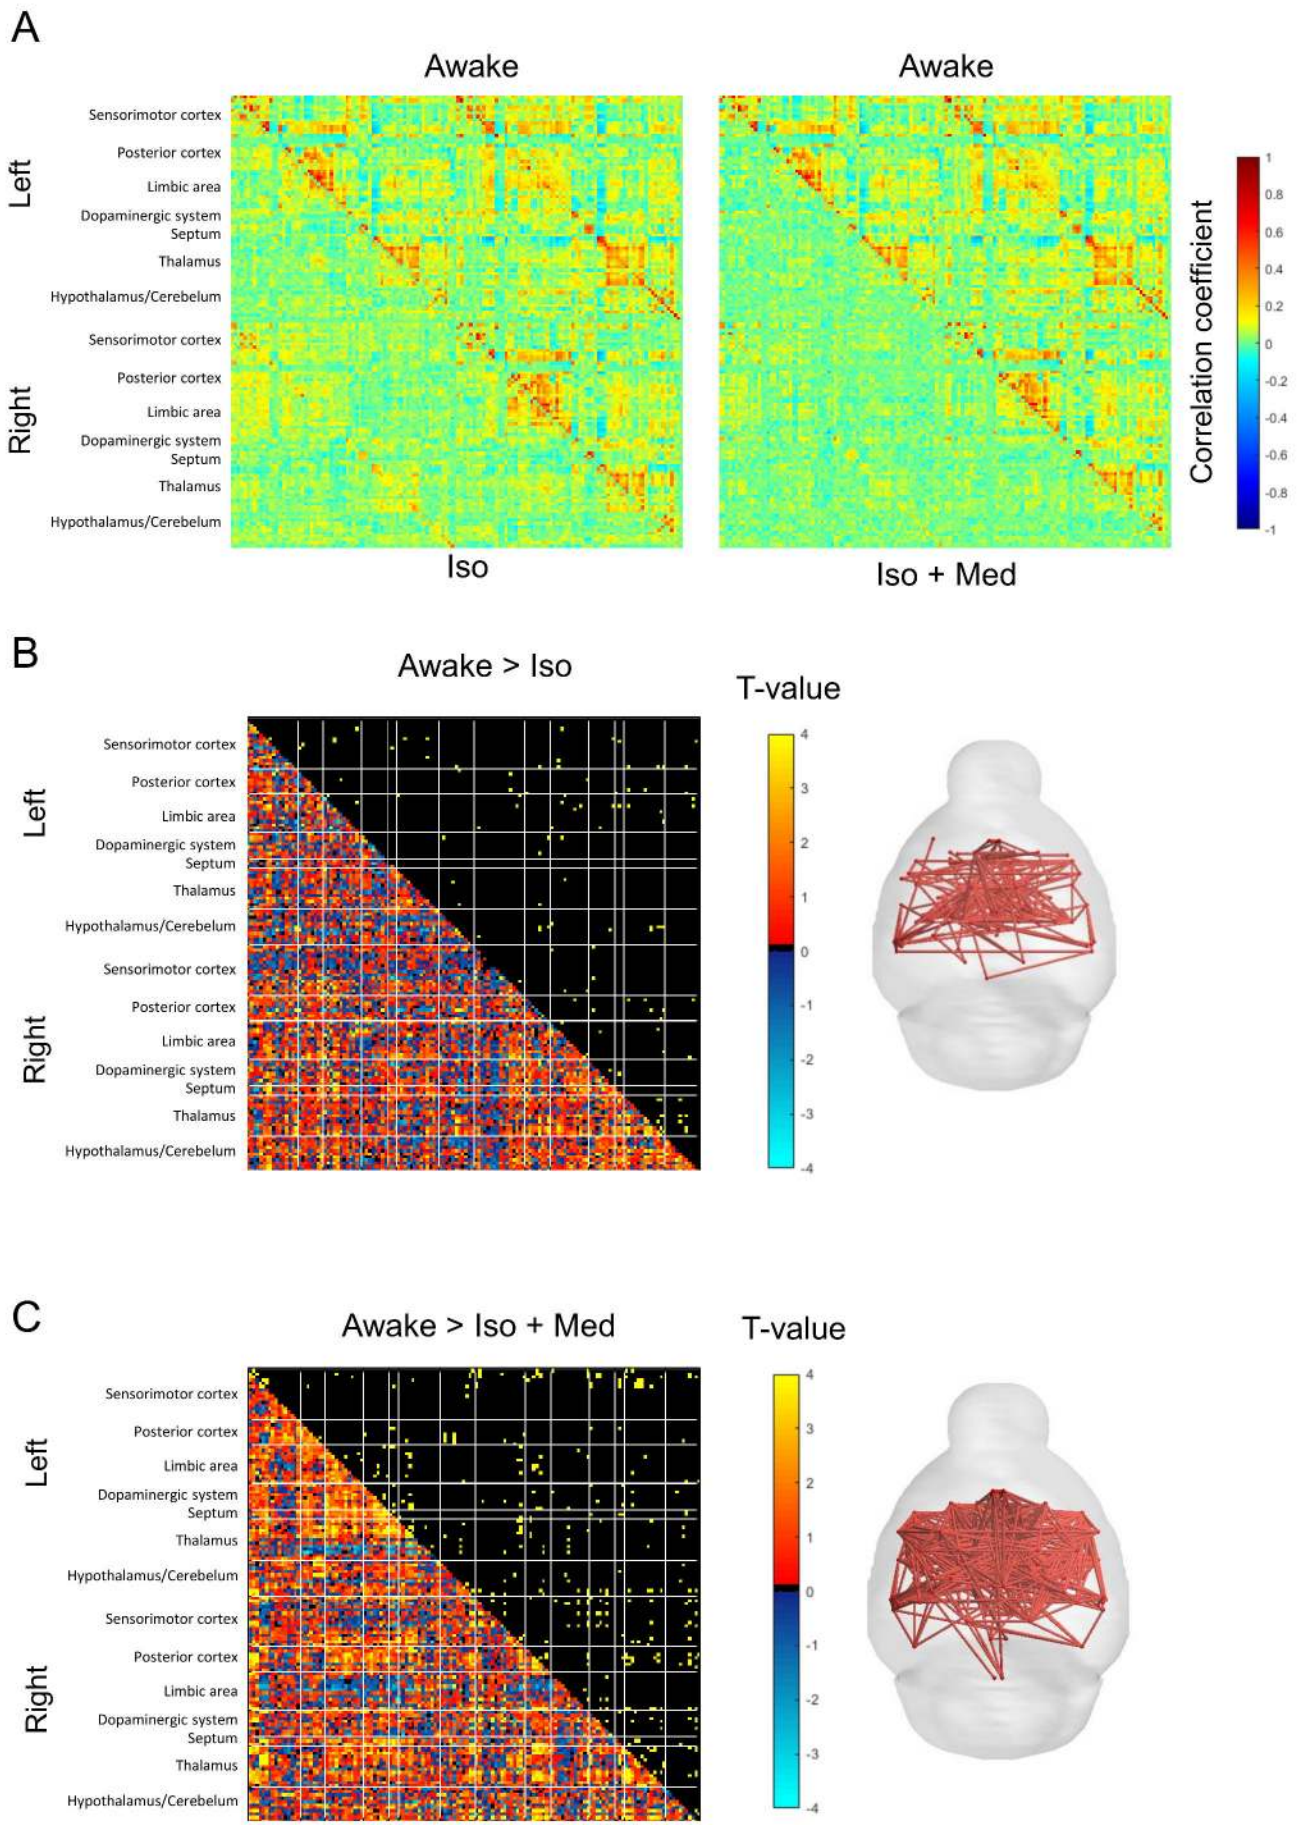 A
Awake
Awake
Left
Sensorimotor cortex
Posterior cortex
Limbic area
Dopaminergic system
Septum
Thalamus
Hypothalamus/Cerebelum
Right
Sensorimotor cortex
Posterior cortex
Limbic area
Dopaminergic system
Septum
Thalamus
Hypothalamus/Cerebelum
Iso
Iso + Med
Correlation coefficient
1
0.8
0.6
0.4
0.2
0
-0.2
-0.4
-0.6
-0.8
-1
B
Awake > Iso
Left
Sensorimotor cortex
Posterior cortex
Limbic area
Dopaminergic system
Septum
Thalamus
Hypothalamus/Cerebelum
Right
Sensorimotor cortex
Posterior cortex
Limbic area
Dopaminergic system
Septum
Thalamus
Hypothalamus/Cerebelum
T-value
4
3
2
1
0
-1
-2
-3
-4
C
Awake > Iso + Med
Left
Sensorimotor cortex
Posterior cortex
Limbic area
Dopaminergic system
Septum
Thalamus
Hypothalamus/Cerebelum
Right
Sensorimotor cortex
Posterior cortex
Limbic area
Dopaminergic system
Septum
Thalamus
Hypothalamus/Cerebelum
T-value
4
3
2
1
0
-1
-2
-3
-4